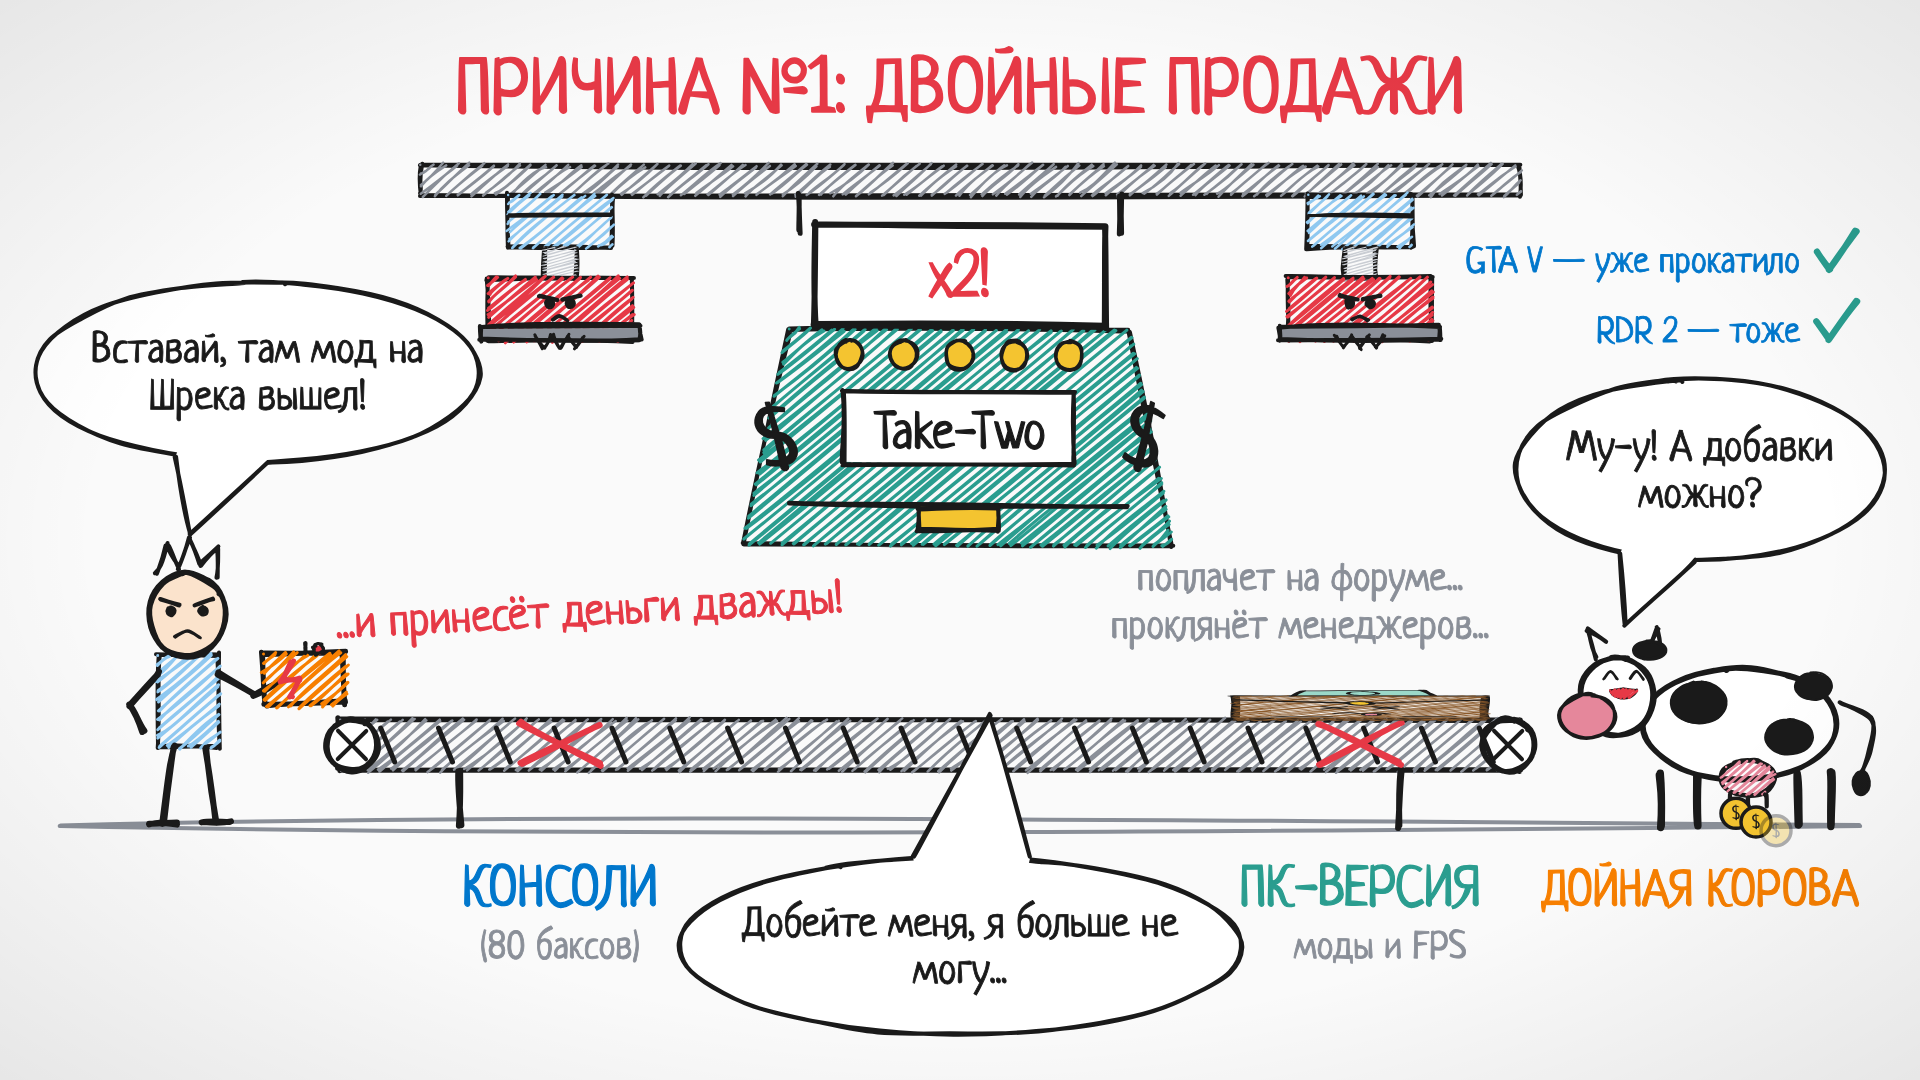 ПРИЧИНА №1: ДВОЙНЫЕ ПРОДАЖИ
x2!
GTA V — уже прокатило
RDR 2 — тоже
Вставай, там мод на
Шрека вышел!
Take-Two
$ $
Му-у! А добавки
можно?
...и принесёт деньги дважды!
поплачет на форуме...
проклянёт менеджеров...
$ $ $
КОНСОЛИ
(80 баксов)
Добейте меня, я больше не
могу...
ПК-ВЕРСИЯ
моды и FPS
ДОЙНАЯ КОРОВА